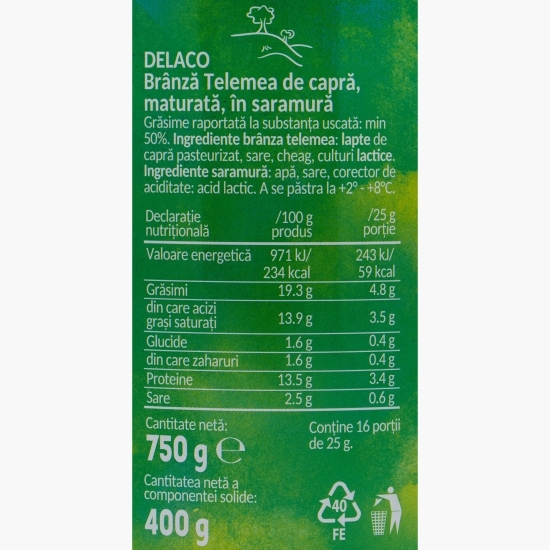 DELACO
Brânză Telemea de capră,
maturată, în saramură
Grăsime raportată la substanța uscată: min
50%. Ingrediente brânza telemea: lapte de
capră pasteurizat, sare, cheag, culturi lactice.
Ingrediente saramură: apă, sare, corector de
aciditate: acid lactic. A se păstra la +2° - +8°C.
Declarație nutrițională /100 g produs /25 g porție
Valoare energetică 971 kJ/ 243 kJ/
234 kcal 59 kcal
Grăsimi 19.3 g 4.8 g
din care acizi grași saturați 13.9 g 3.5 g
Glucide 1.6 g 0.4 g
din care zaharuri 1.6 g 0.4 g
Proteine 13.5 g 3.4 g
Sare 2.5 g 0.6 g
Cantitate netă:
750 g e
Conține 16 porții
de 25 g.
Cantitatea netă a
componentei solide:
400 g
40
FE